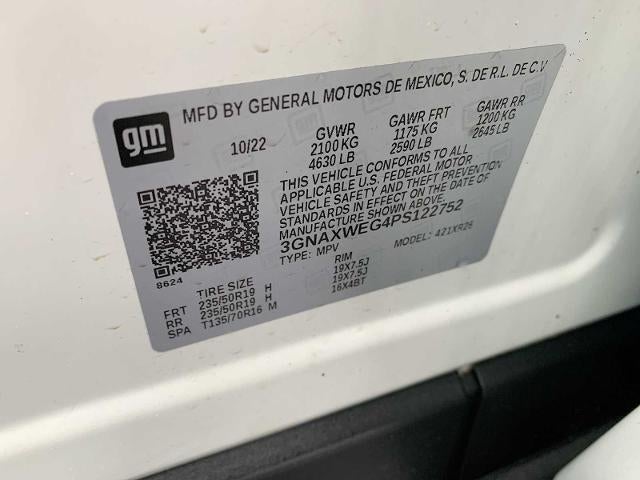 gm
MFD BY GENERAL MOTORS DE MEXICO, S. DE R.L. DE C.V
10/22 GVWR GAWR FRT GAWR RR
2100 KG 1175 KG 1200 KG
4630 LB 2590 LB 2645 LB
THIS VEHICLE CONFORMS TO ALL
APPLICABLE U.S. FEDERAL MOTOR
VEHICLE SAFETY AND THEFT PREVENTION
STANDARDS IN EFFECT ON THE DATE OF
MANUFACTURE SHOWN ABOVE.
3GNAXWEG4PS122752
TYPE: MPV MODEL: 421XR26
8624
TIRE SIZE RIM
FRT 235/50R19 H 19X7.5J
RR 235/50R19 H 19X7.5J
SPA T135/70R16 M 16X4BT